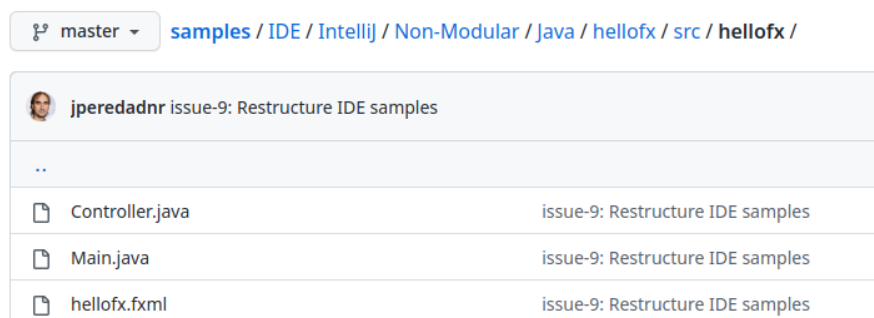 master samples / IDE / IntelliJ / Non-Modular / Java / hellofx / src / hellofx /
jperedadnr issue-9: Restructure IDE samples
..
Controller.java issue-9: Restructure IDE samples
Main.java issue-9: Restructure IDE samples
hellofx.fxml issue-9: Restructure IDE samples